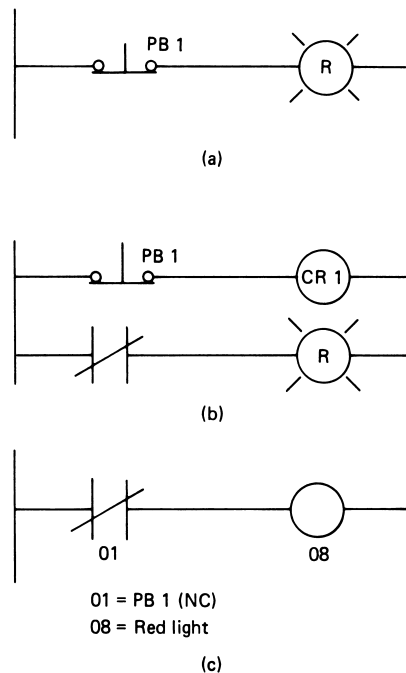 PB 1
R
(a)
PB 1
CR 1
R
(b)
01
08
01 = PB 1 (NC)
08 = Red light
(c)